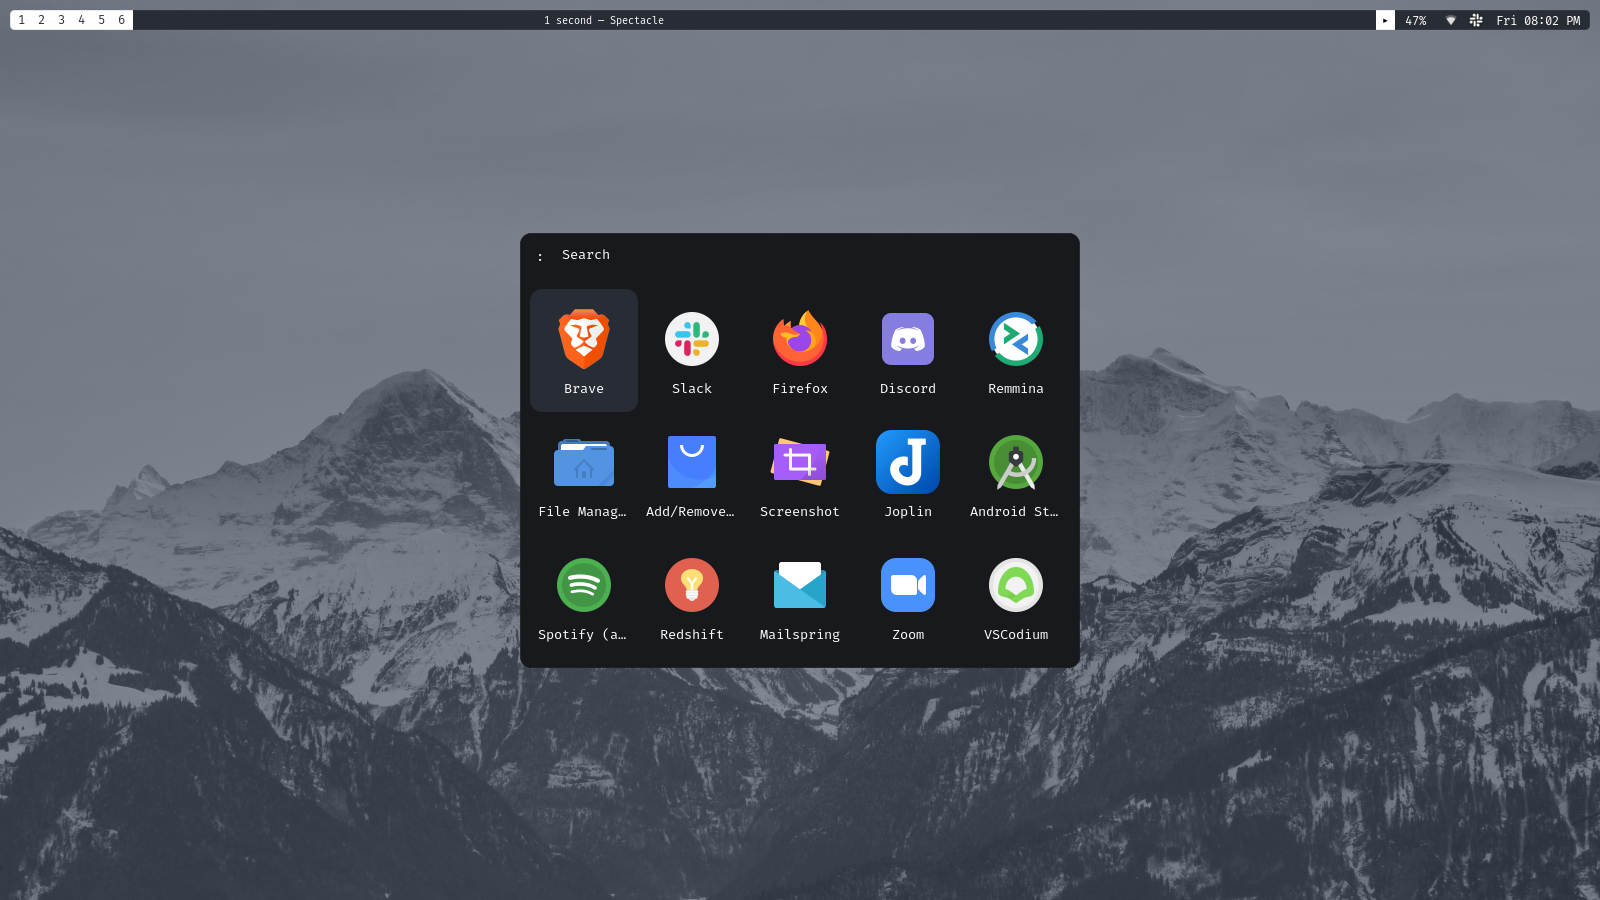 1 2 3 4 5 6
1 second — Spectacle
47%
Fri 08:02 PM
: Search
Brave
Slack
Firefox
Discord
Remmina
File Manag…
Add/Remove…
Screenshot
Joplin
Android St…
Spotify (a…
Redshift
Mailspring
Zoom
VSCodium